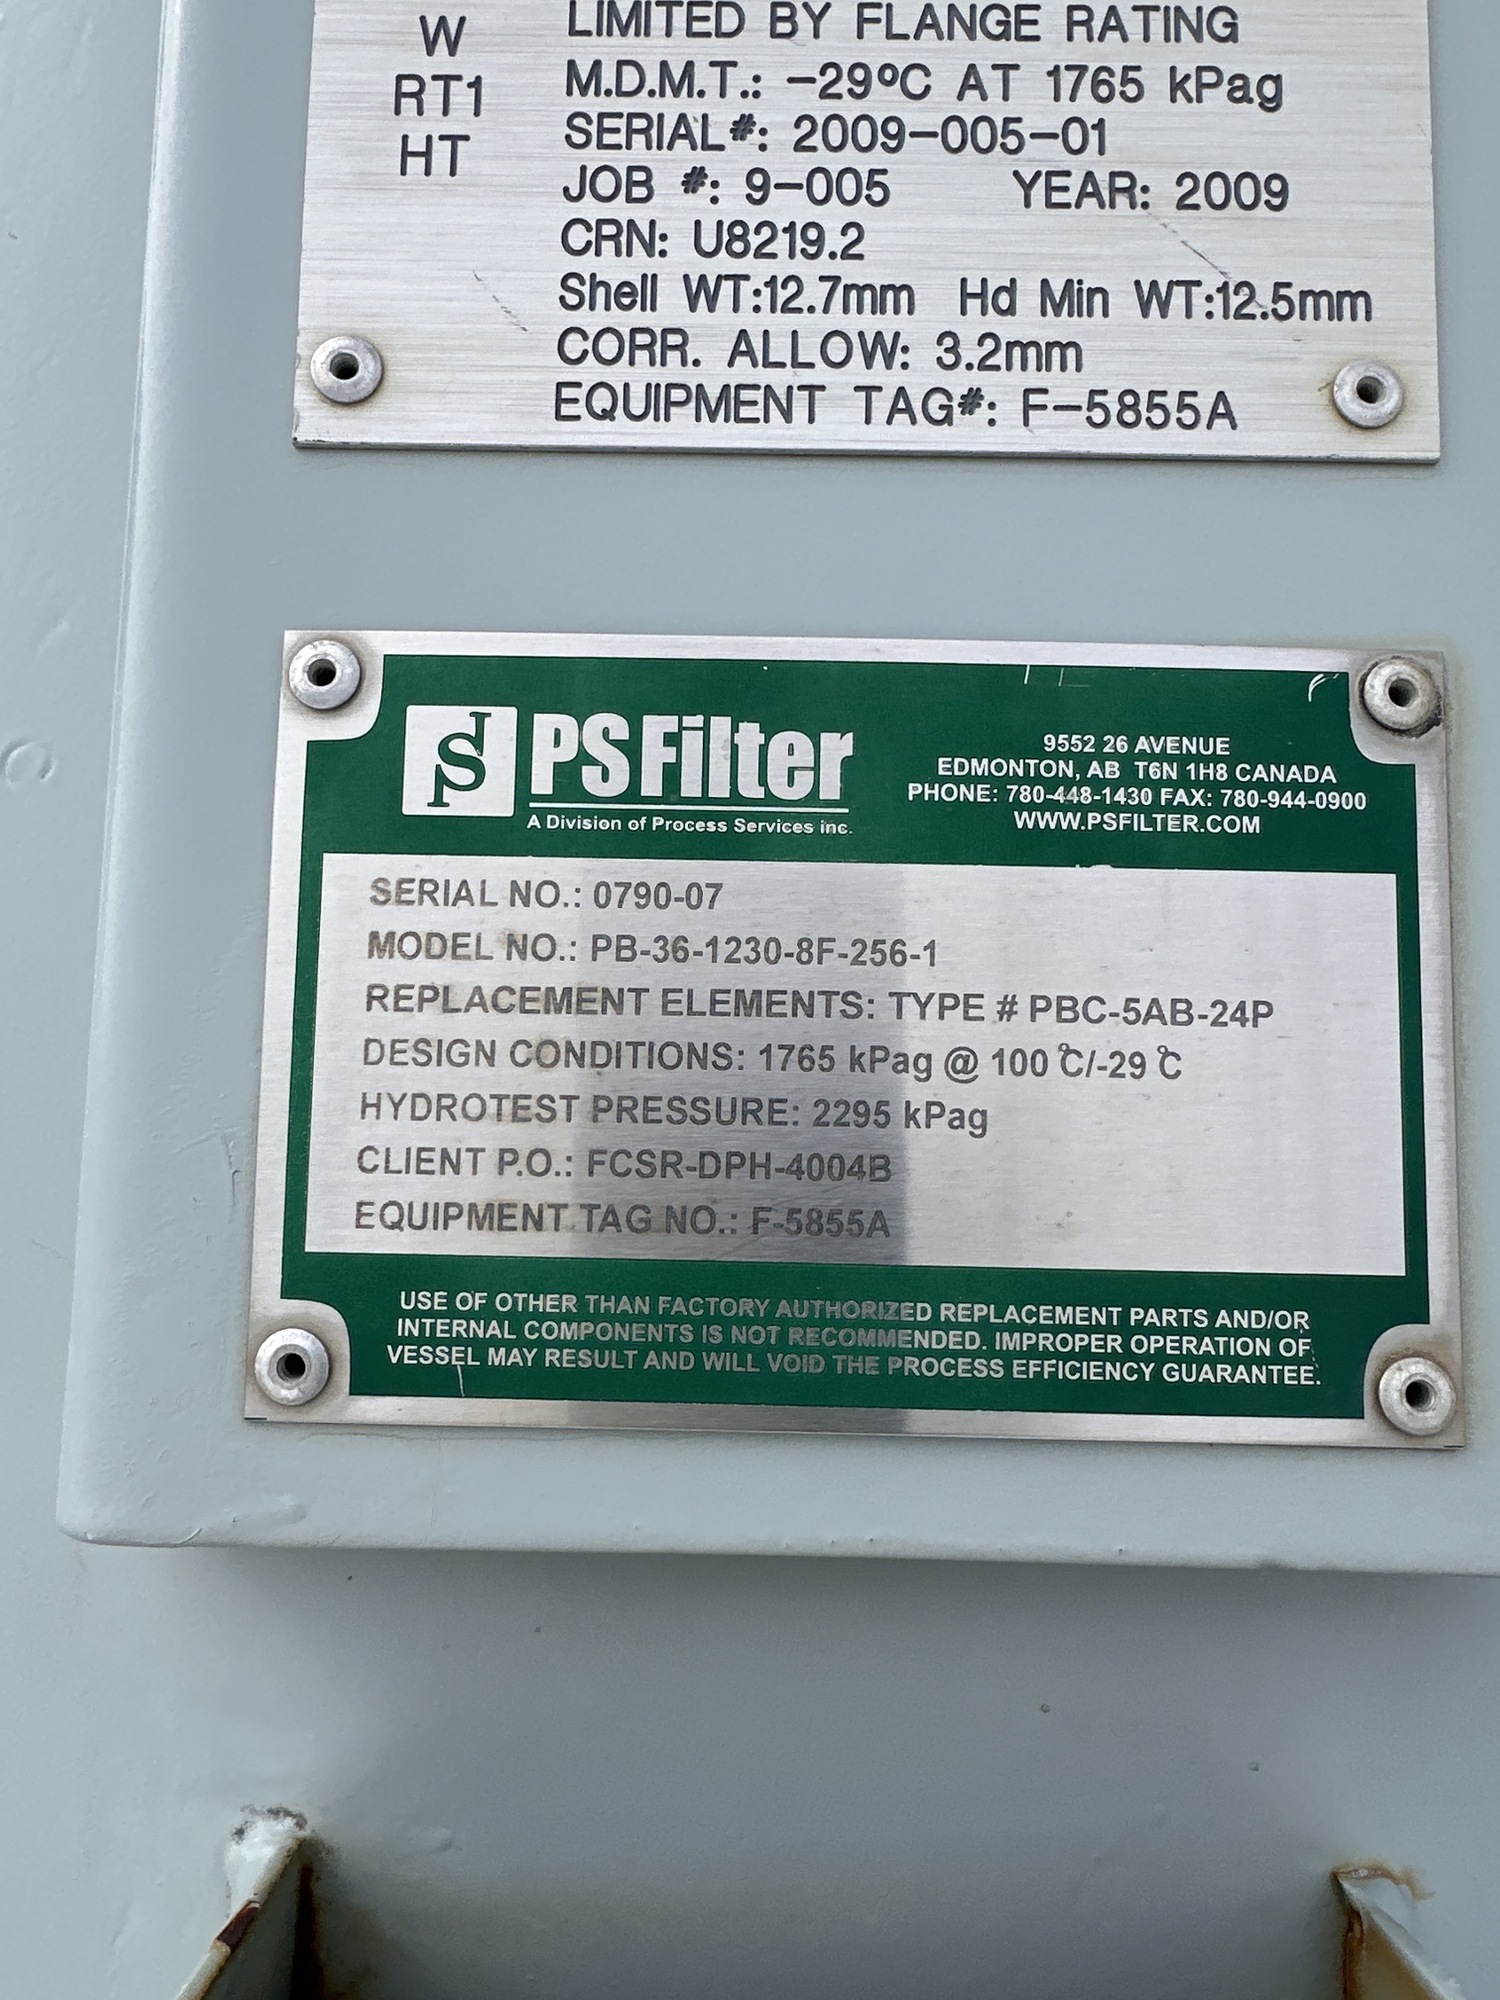 W
RT1
HT
LIMITED BY FLANGE RATING
M.D.M.T.: -29°C AT 1765 kPag
SERIAL#: 2009-005-01
JOB #: 9-005 YEAR: 2009
CRN: U8219.2
Shell WT:12.7mm Hd Min WT:12.5mm
CORR. ALLOW: 3.2mm
EQUIPMENT TAG#: F-5855A
PS PSFilter
A Division of Process Services inc.
9552 26 AVENUE
EDMONTON, AB T6N 1H8 CANADA
PHONE: 780-448-1430 FAX: 780-944-0900
WWW.PSFILTER.COM
SERIAL NO.: 0790-07
MODEL NO.: PB-36-1230-8F-256-1
REPLACEMENT ELEMENTS: TYPE # PBC-5AB-24P
DESIGN CONDITIONS: 1765 kPag @ 100 ℃/-29 ℃
HYDROTEST PRESSURE: 2295 kPag
CLIENT P.O.: FCSR-DPH-4004B
EQUIPMENT TAG NO.: F-5855A
USE OF OTHER THAN FACTORY AUTHORIZED REPLACEMENT PARTS AND/OR
INTERNAL COMPONENTS IS NOT RECOMMENDED. IMPROPER OPERATION OF
VESSEL MAY RESULT AND WILL VOID THE PROCESS EFFICIENCY GUARANTEE.